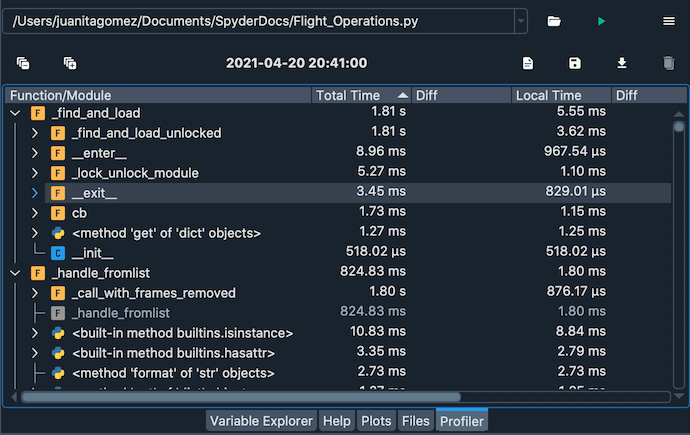 /Users/juanitagomez/Documents/SpyderDocs/Flight_Operations.py
2021-04-20 20:41:00
Function/Module Total Time Diff Local Time Diff
F _find_and_load 1.81 s 5.55 ms
F _find_and_load_unlocked 1.81 s 3.62 ms
F __enter__ 8.96 ms 967.54 µs
F _lock_unlock_module 5.27 ms 1.10 ms
F __exit__ 3.45 ms 829.01 µs
F cb 1.73 ms 1.15 ms
<method 'get' of 'dict' objects> 1.27 ms 1.25 ms
C __init__ 518.02 µs 518.02 µs
F _handle_fromlist 824.83 ms 1.80 ms
F _call_with_frames_removed 1.80 s 876.17 µs
F _handle_fromlist 824.83 ms 1.80 ms
<built-in method builtins.isinstance> 10.83 ms 8.84 ms
<built-in method builtins.hasattr> 3.35 ms 2.79 ms
<method 'format' of 'str' objects> 2.73 ms 2.73 ms
Variable Explorer Help Plots Files Profiler